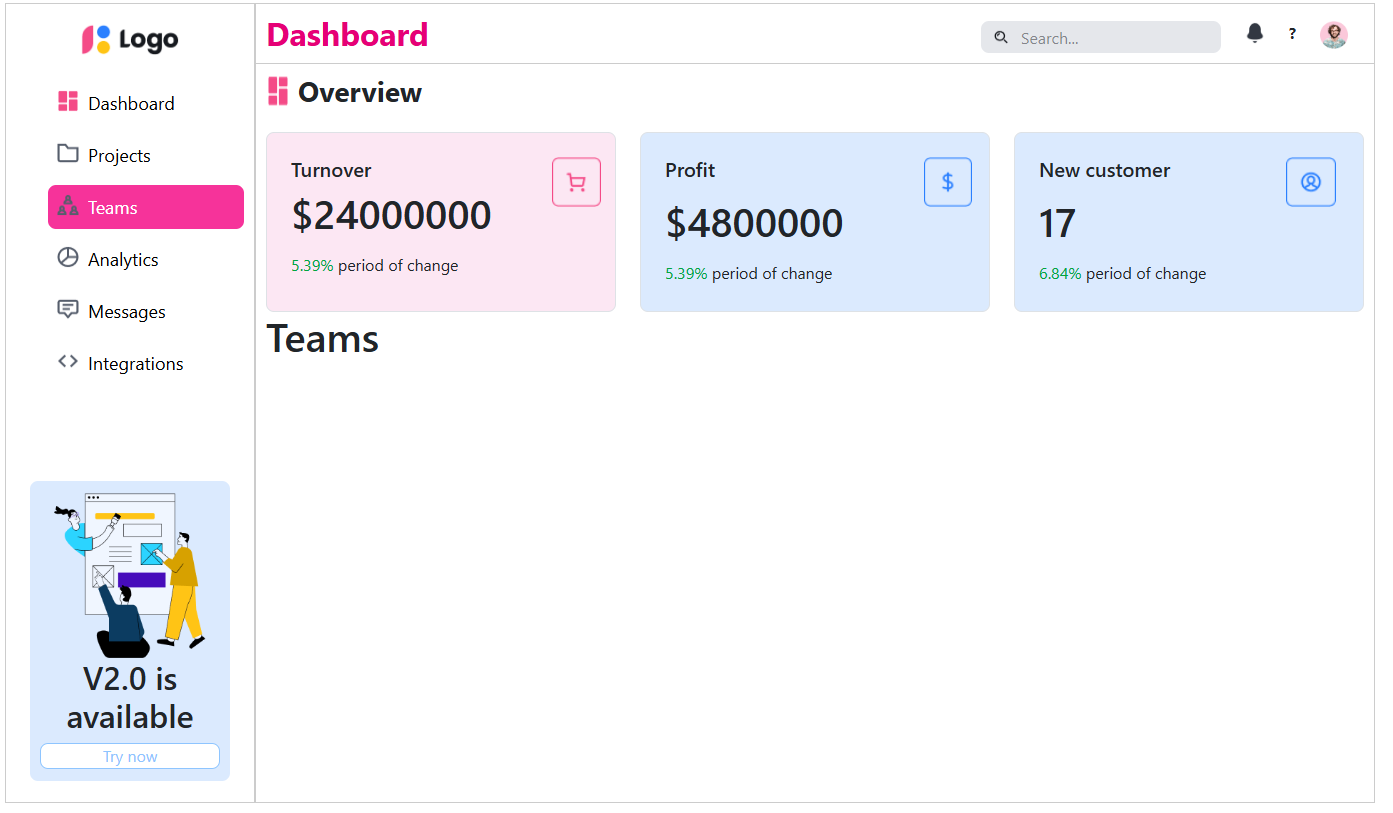 Logo
Dashboard
Projects
Teams
Analytics
Messages
Integrations
V2.0 is
available
Try now
Dashboard
Search...
?
Overview
Turnover
$24000000
5.39% period of change
Profit
$
$4800000
5.39% period of change
New customer
17
6.84% period of change
Teams